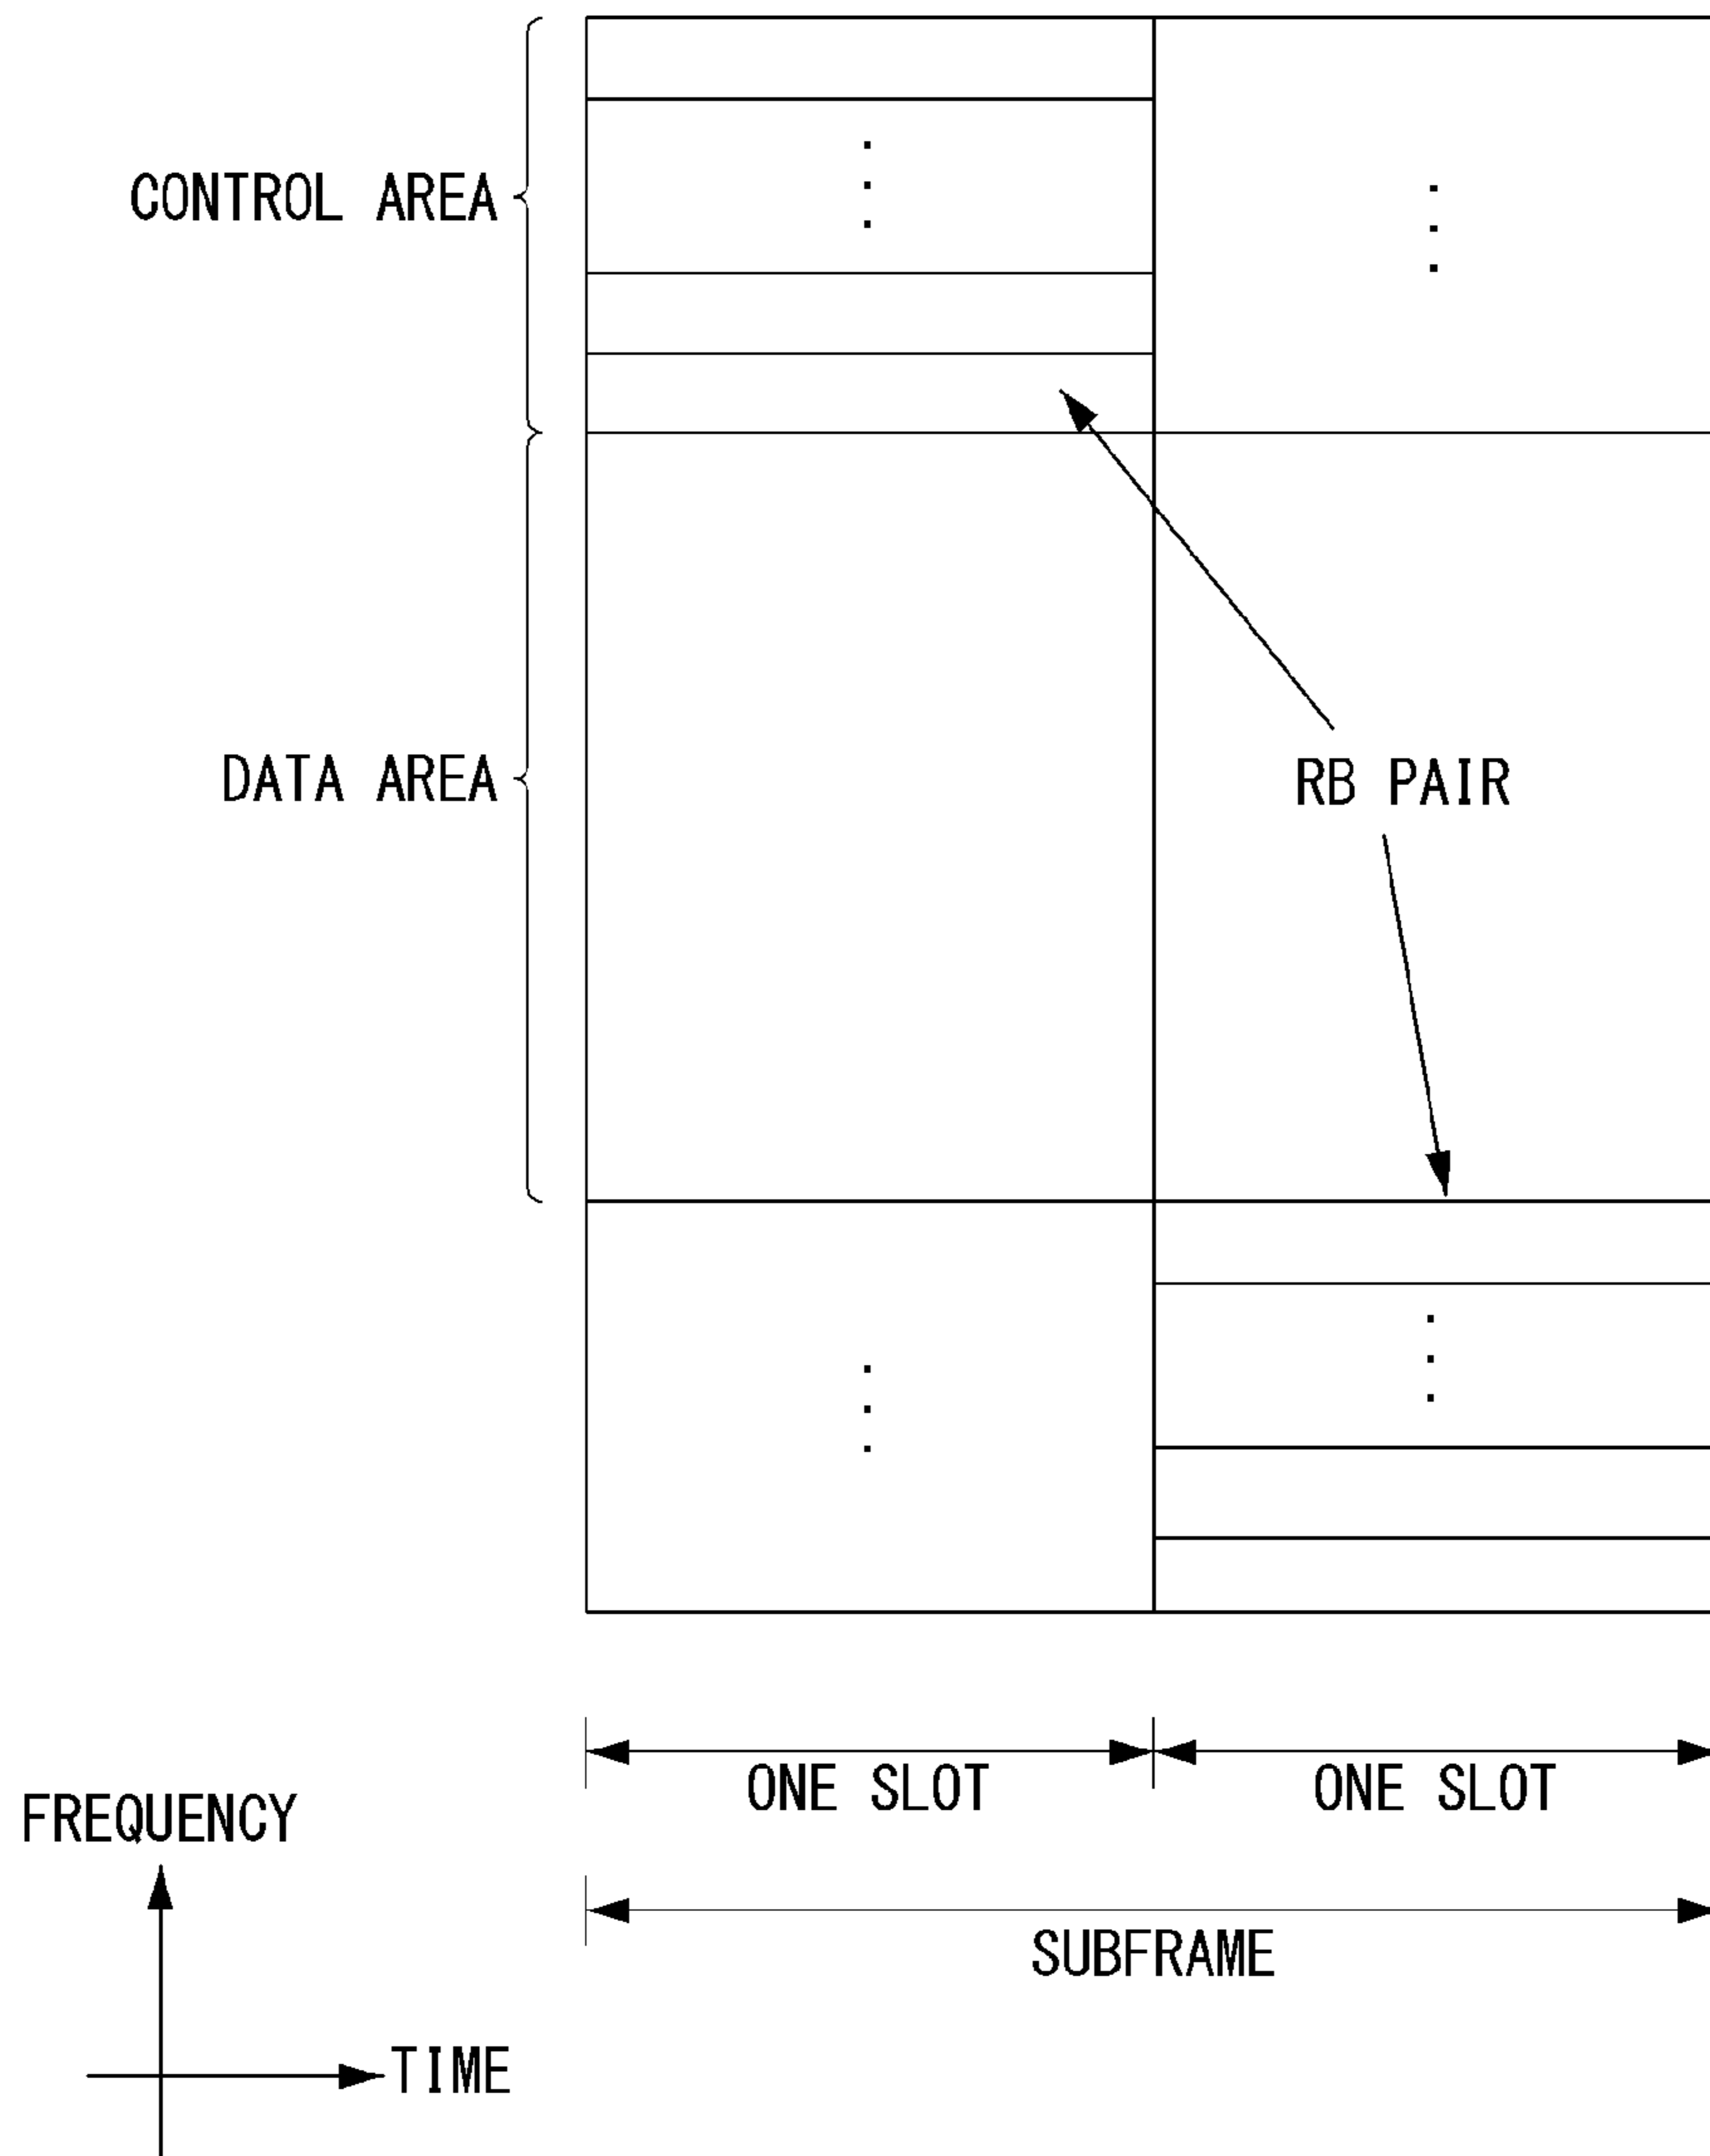 CONTROL AREA
DATA AREA
RB PAIR
ONE SLOT
ONE SLOT
FREQUENCY
SUBFRAME
TIME